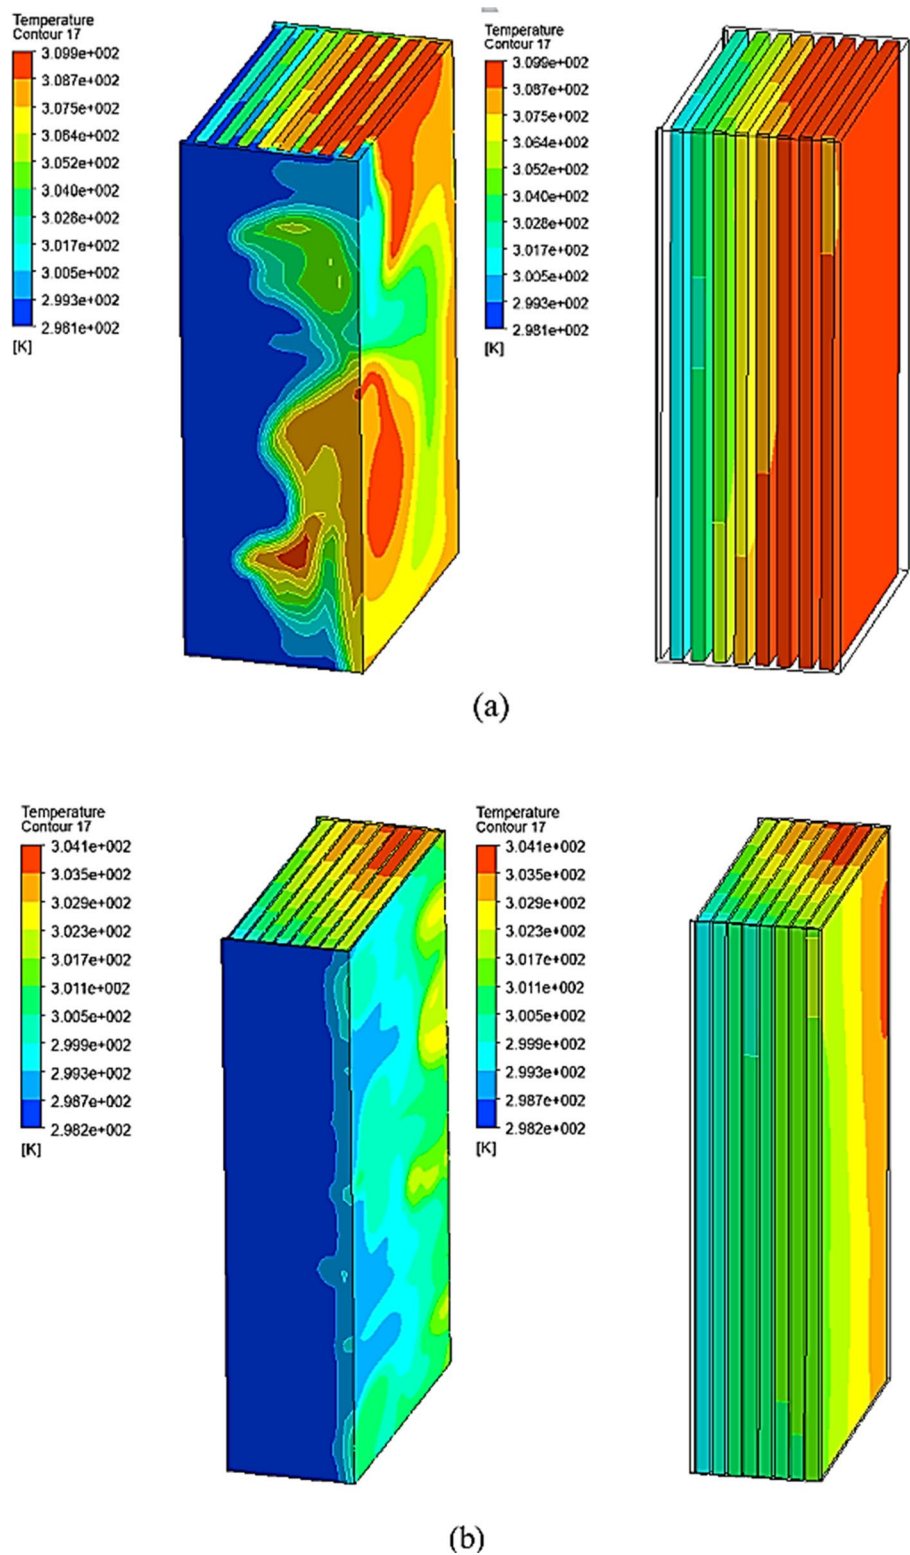 Temperature
Contour 17
3.099e+002
3.087e+002
3.075e+002
3.064e+002
3.052e+002
3.040e+002
3.028e+002
3.017e+002
3.005e+002
2.993e+002
2.981e+002
[K]
Temperature
Contour 17
3.099e+002
3.087e+002
3.075e+002
3.064e+002
3.052e+002
3.040e+002
3.028e+002
3.017e+002
3.005e+002
2.993e+002
2.981e+002
[K]
(a)
Temperature
Contour 17
3.041e+002
3.035e+002
3.029e+002
3.023e+002
3.017e+002
3.011e+002
3.005e+002
2.999e+002
2.993e+002
2.987e+002
2.982e+002
[K]
Temperature
Contour 17
3.041e+002
3.035e+002
3.029e+002
3.023e+002
3.017e+002
3.011e+002
3.005e+002
2.999e+002
2.993e+002
2.987e+002
2.982e+002
[K]
(b)